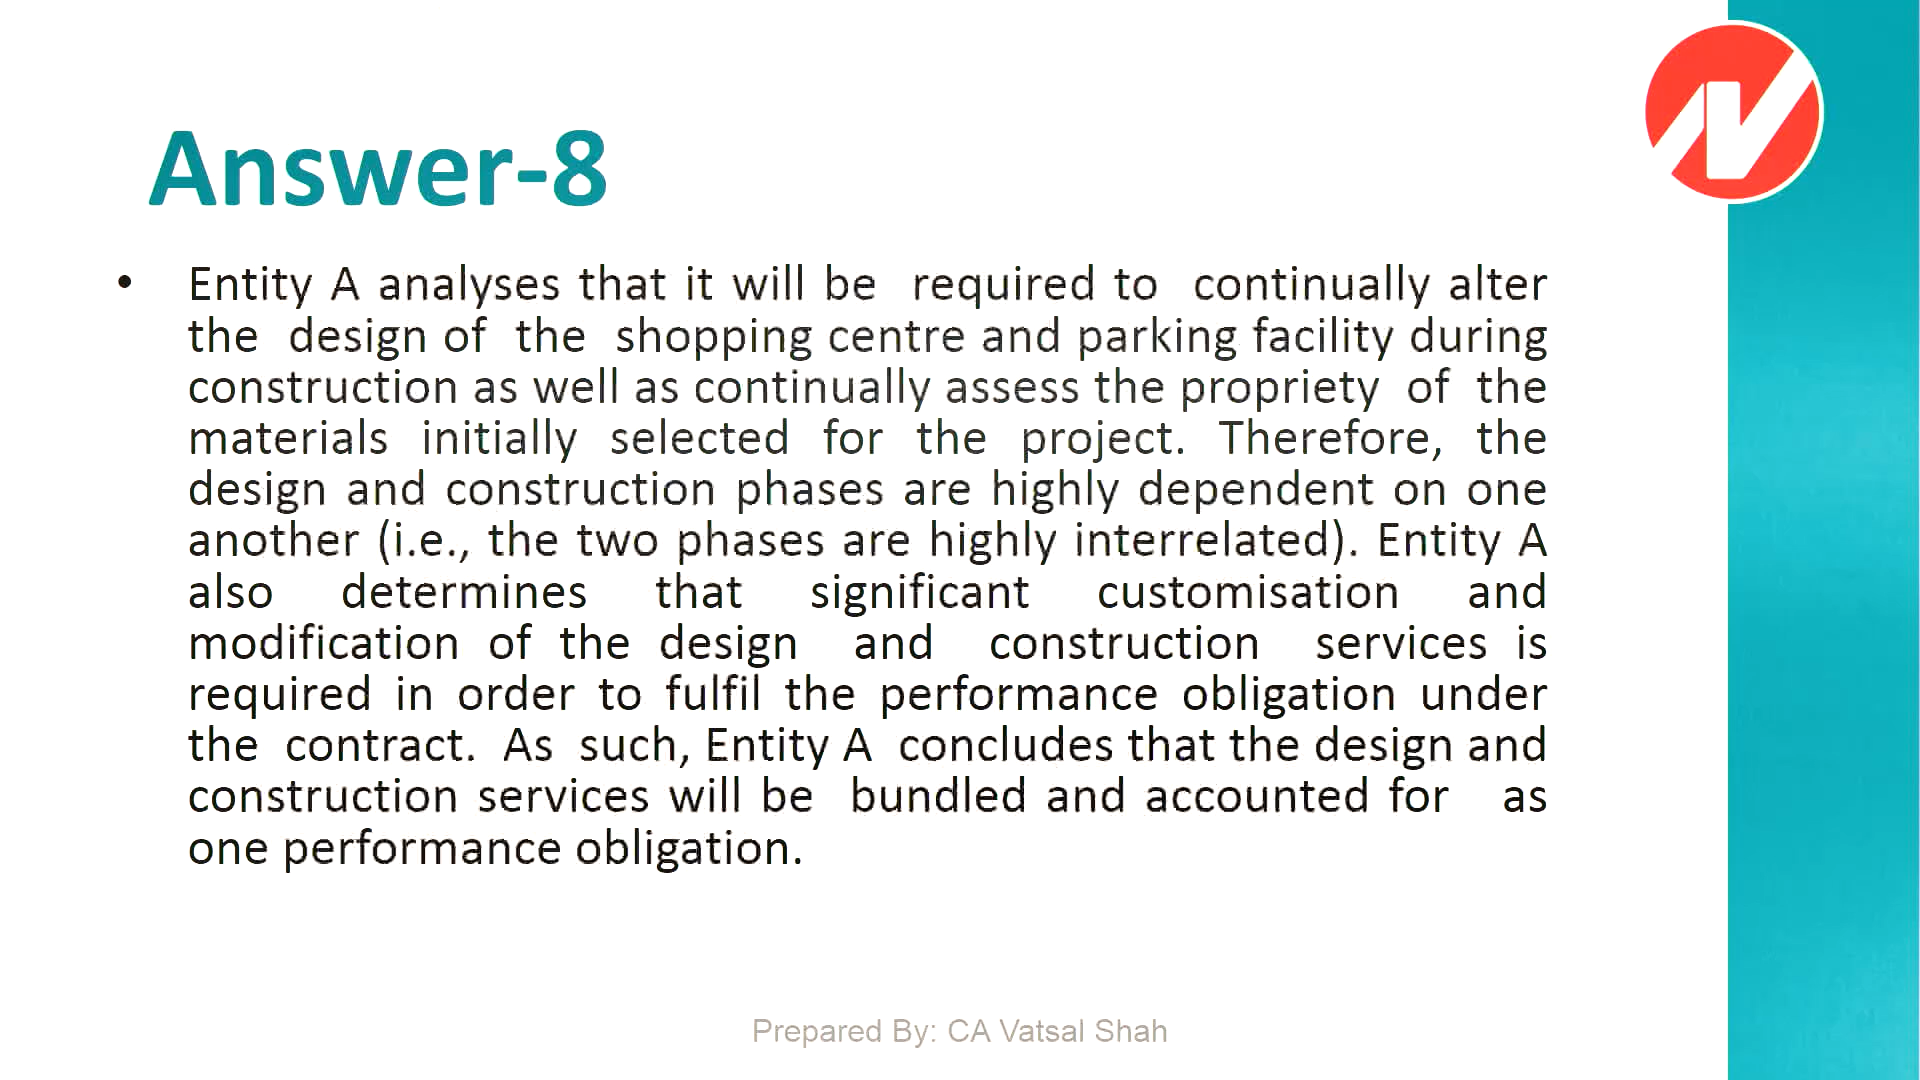 Answer-8
• Entity A analyses that it will be required to continually alter
the design of the shopping centre and parking facility during
construction as well as continually assess the propriety of the
materials initially selected for the project. Therefore, the
design and construction phases are highly dependent on one
another (i.e., the two phases are highly interrelated). Entity A
also determines that significant customisation and
modification of the design and construction services is
required in order to fulfil the performance obligation under
the contract. As such, Entity A concludes that the design and
construction services will be bundled and accounted for as
one performance obligation.
Prepared By: CA Vatsal Shah